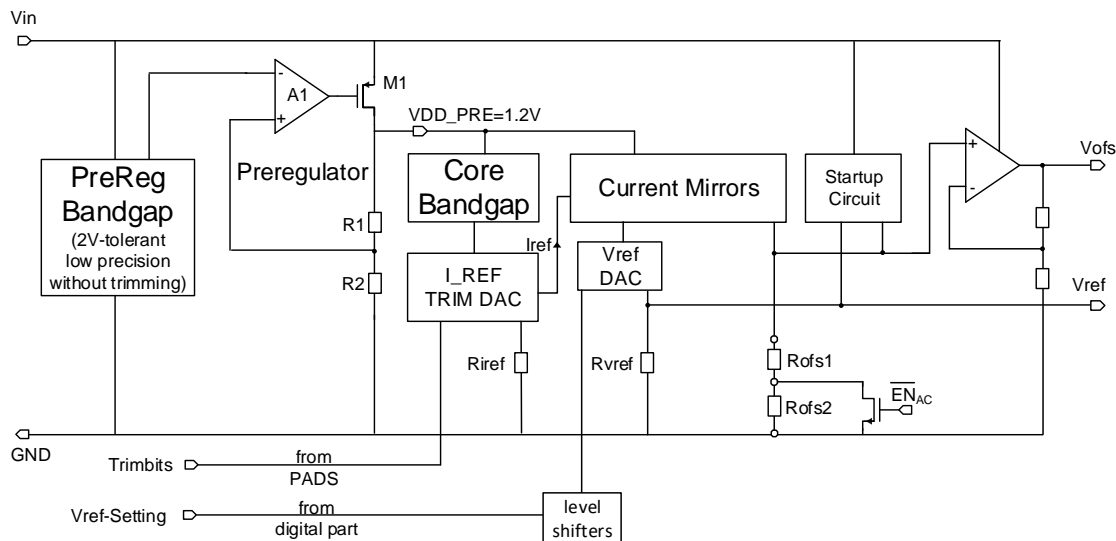 Vin
-
A1
+
M1
VDD_PRE=1.2V
PreReg
Bandgap
(2V-tolerant
low precision
without trimming)
Preregulator
Core
Bandgap
Current Mirrors
Startup
Circuit
+
-
Vofs
R1
R2
Iref
I_REF
TRIM DAC
Vref
DAC
Vref
Riref
Rvref
Rofs1
Rofs2
EN̅AC
GND
Trimbits
from
PADS
Vref-Setting
from
digital part
level
shifters